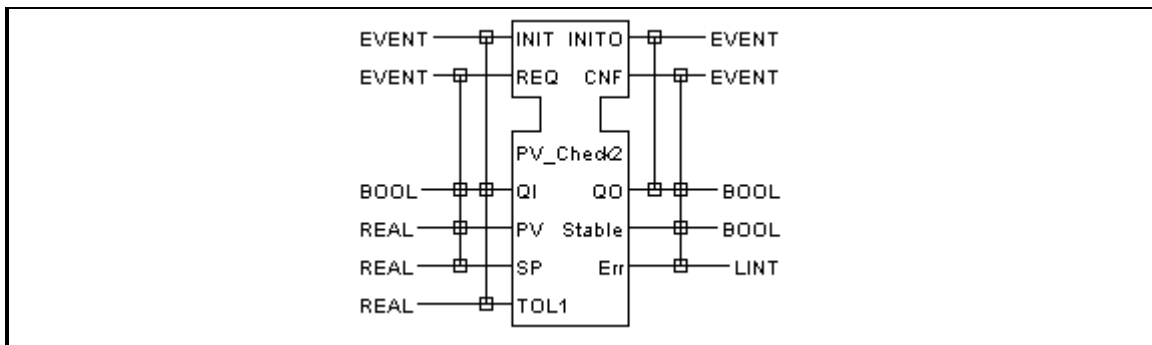 EVENT INIT INITO EVENT
EVENT REQ CNF EVENT
PV_Check2
BOOL QI QO BOOL
REAL PV Stable BOOL
REAL SP Err LINT
REAL TOL1